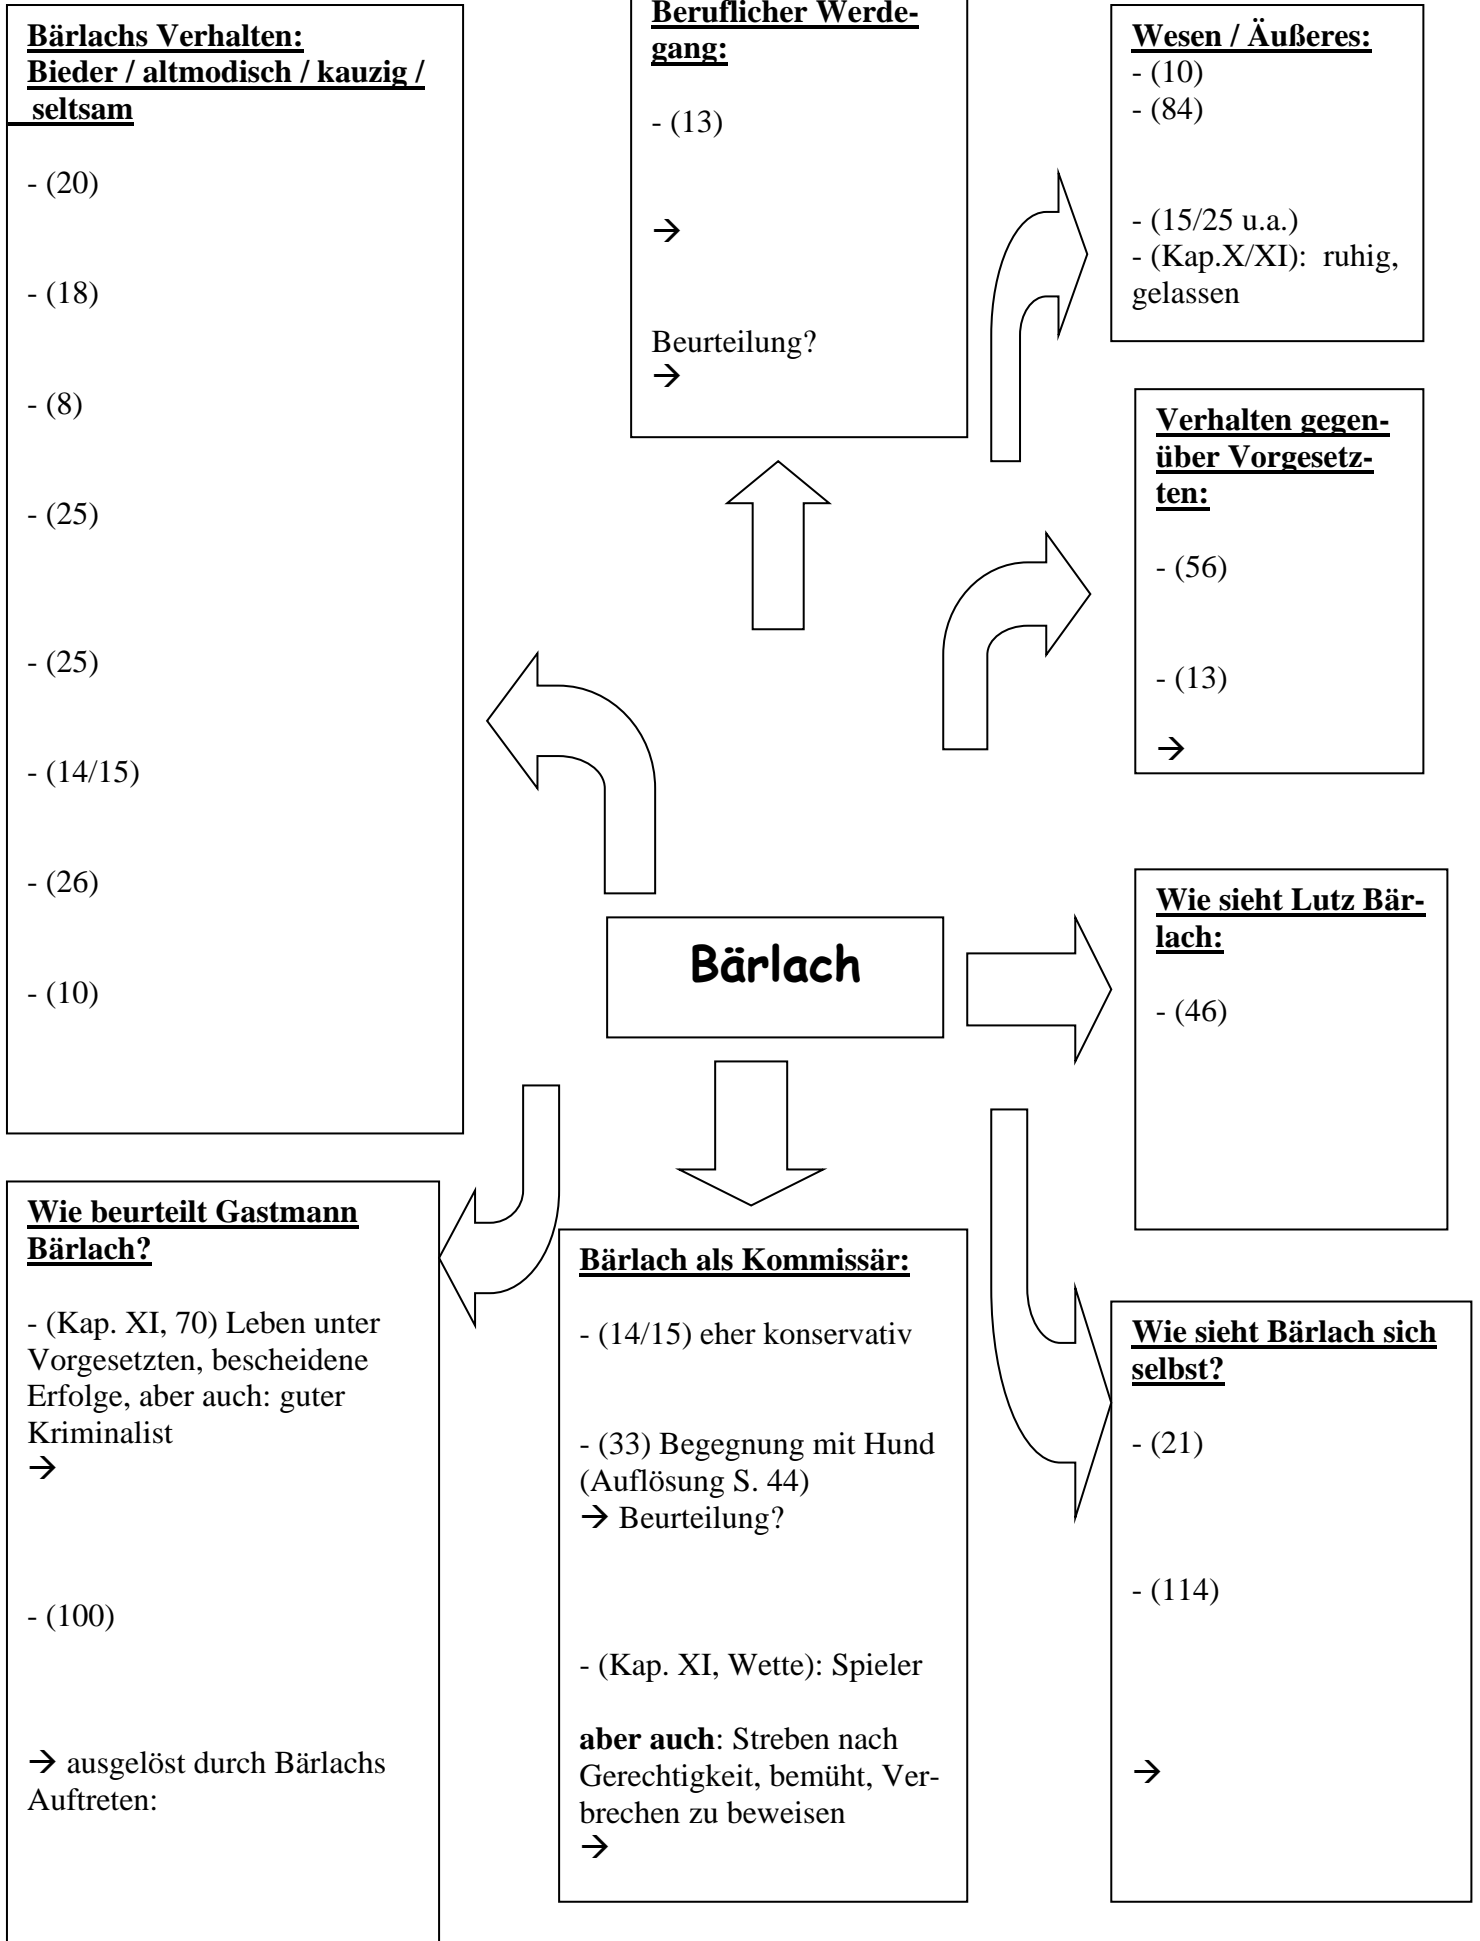 Bärlachs Verhalten:
Bieder / altmodisch / kauzig /
seltsam
- (20)
- (18)
- (8)
- (25)
- (25)
- (14/15)
- (26)
- (10)
Beruflicher Werde-
gang:
- (13)
→
Beurteilung?
→
Wesen / Äußeres:
- (10)
- (84)
- (15/25 u.a.)
- (Kap.X/XI): ruhig,
gelassen
Verhalten gegen-
über Vorgesetz-
ten:
- (56)
- (13)
→
Bärlach
Wie sieht Lutz Bär-
lach:
- (46)
Wie beurteilt Gastmann
Bärlach?
- (Kap. XI, 70) Leben unter
Vorgesetzten, bescheidene
Erfolge, aber auch: guter
Kriminalist
→
- (100)
→ ausgelöst durch Bärlachs
Auftreten:
Bärlach als Kommissär:
- (14/15) eher konservativ
- (33) Begegnung mit Hund
(Auflösung S. 44)
→ Beurteilung?
- (Kap. XI, Wette): Spieler
aber auch: Streben nach
Gerechtigkeit, bemüht, Ver-
brechen zu beweisen
→
Wie sieht Bärlach sich
selbst?
- (21)
- (114)
→